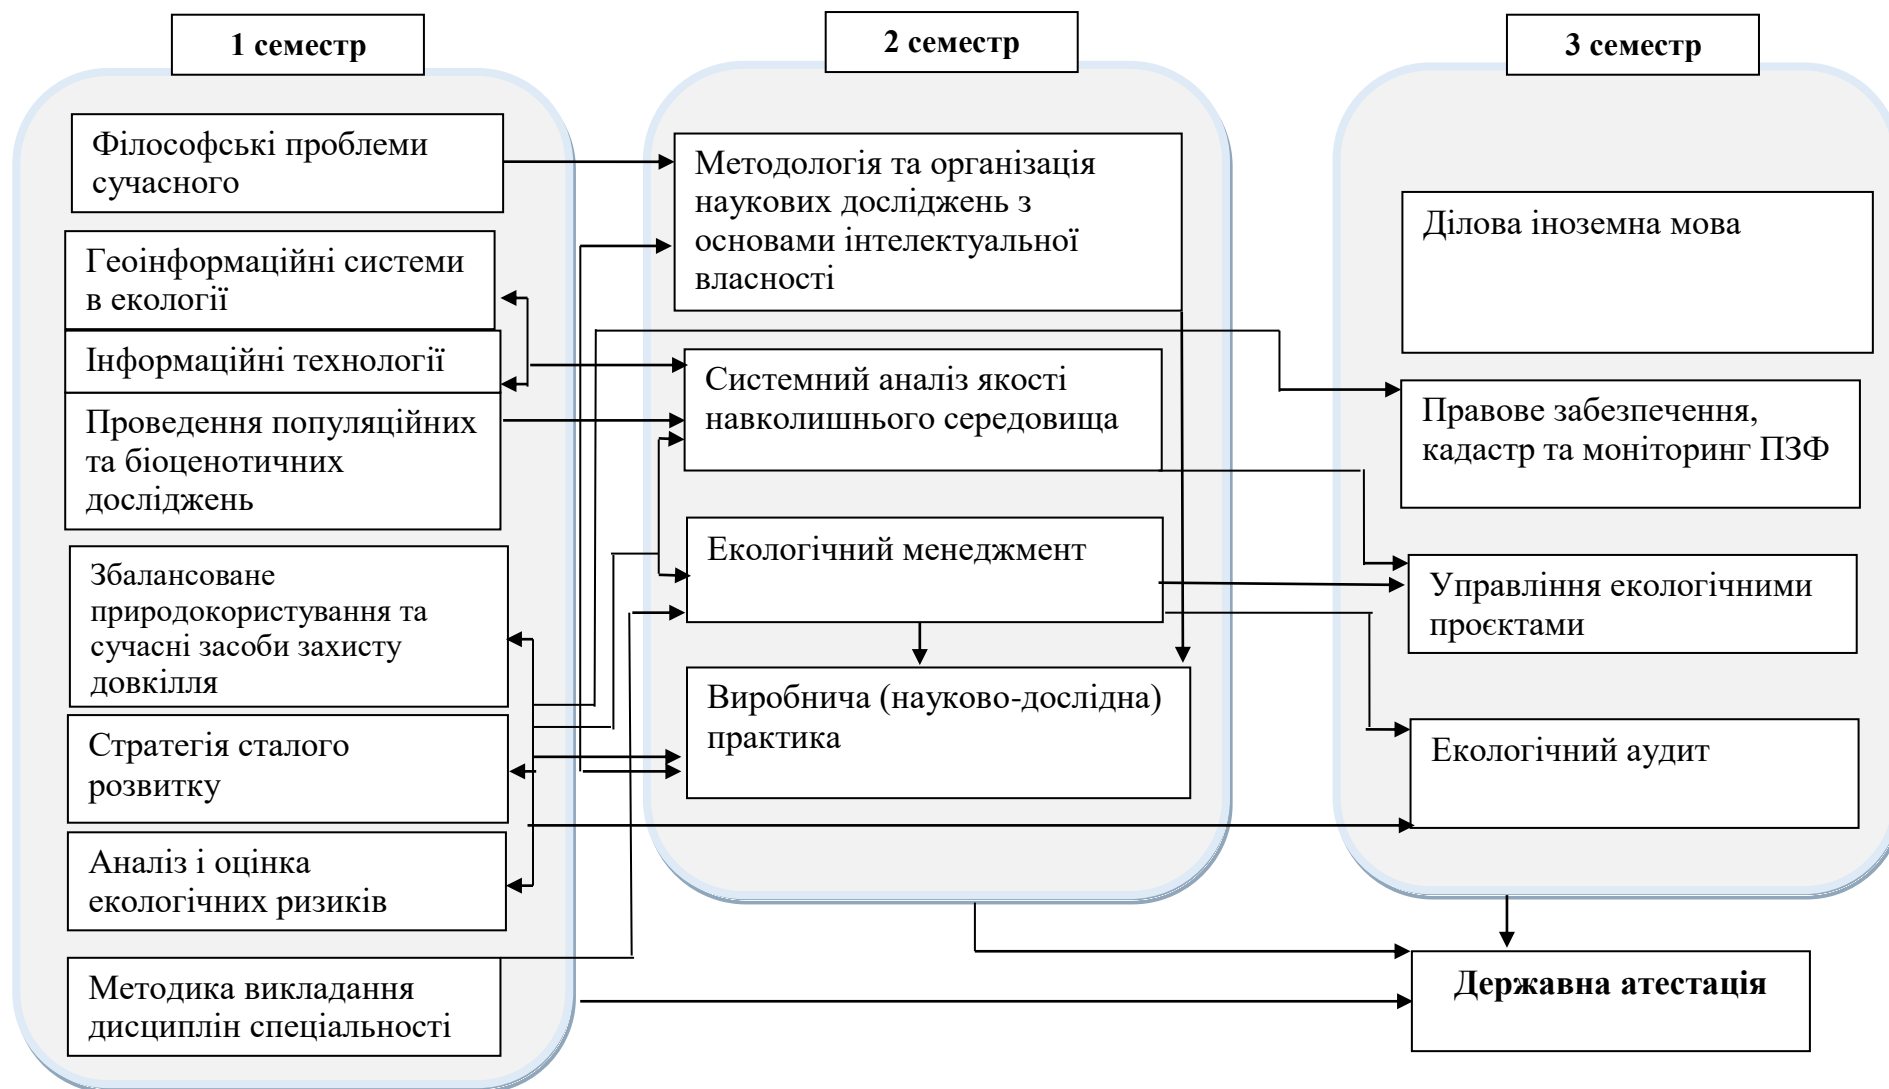 1 семестр
Філософські проблеми
сучасного
Геоінформаційні системи
в екології
Інформаційні технології
Проведення популяційних
та біоценотичних
досліджень
Збалансоване
природокористування та
сучасні засоби захисту
довкілля
Стратегія сталого
розвитку
Аналіз і оцінка
екологічних ризиків
Методика викладання
дисциплін спеціальності
2 семестр
Методологія та організація
наукових досліджень з
основами інтелектуальної
власності
Системний аналіз якості
навколишнього середовища
Екологічний менеджмент
Виробнича (науково-дослідна)
практика
3 семестр
Ділова іноземна мова
Правове забезпечення,
кадастр та моніторинг ПЗФ
Управління екологічними
проєктами
Екологічний аудит
Державна атестація